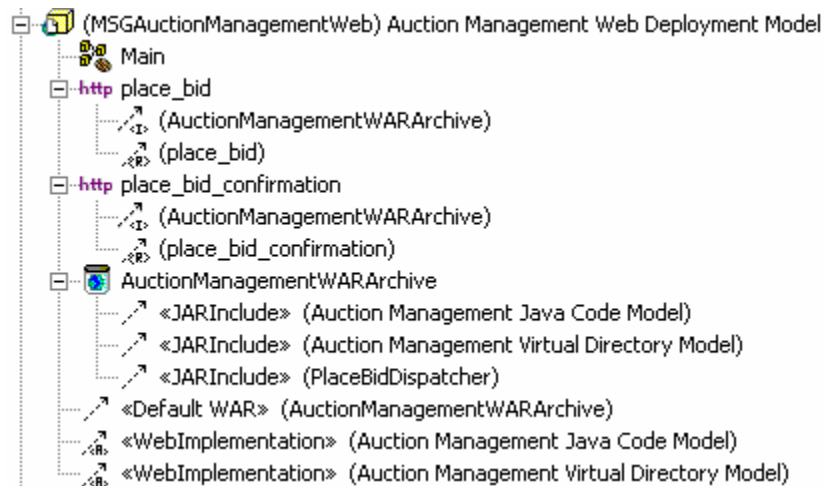 (MSGAuctionManagementWeb) Auction Management Web Deployment Model
Main
http place_bid
(AuctionManagementWARArchive)
(place_bid)
http place_bid_confirmation
(AuctionManagementWARArchive)
(place_bid_confirmation)
AuctionManagementWARArchive
«JARInclude» (Auction Management Java Code Model)
«JARInclude» (Auction Management Virtual Directory Model)
«JARInclude» (PlaceBidDispatcher)
«Default WAR» (AuctionManagementWARArchive)
«WebImplementation» (Auction Management Java Code Model)
«WebImplementation» (Auction Management Virtual Directory Model)